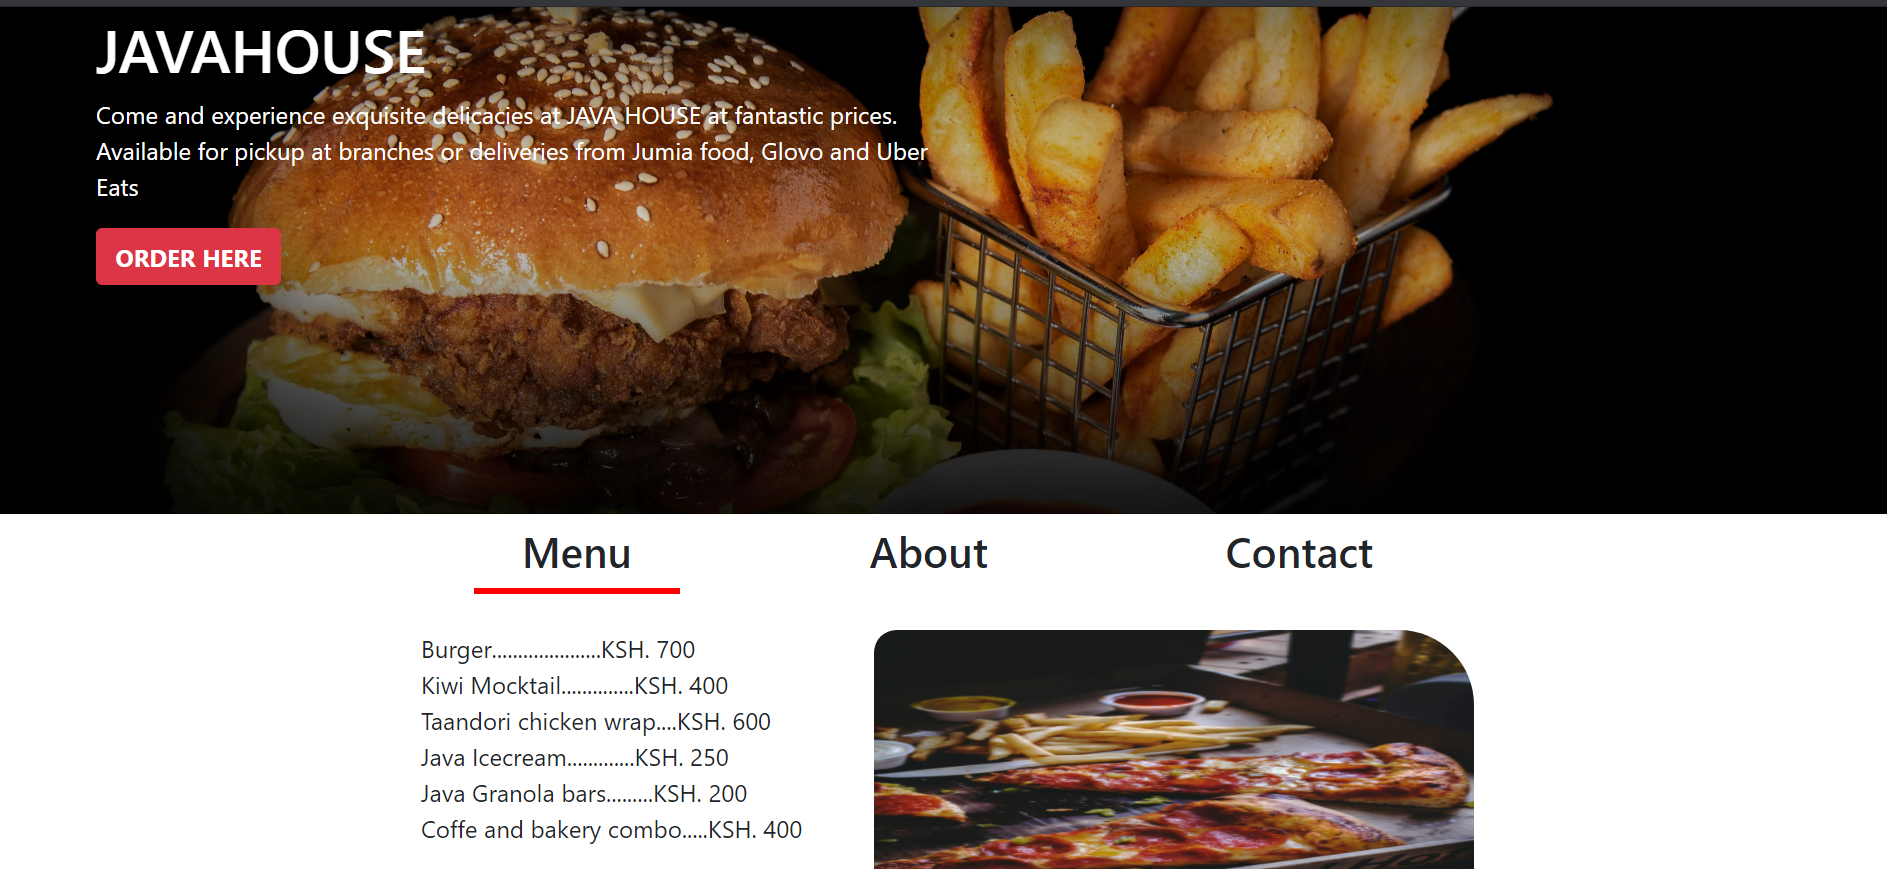 JAVAHOUSE
Come and experience exquisite delicacies at JAVA HOUSE at fantastic prices.
Available for pickup at branches or deliveries from Jumia food, Glovo and Uber
Eats
ORDER HERE
Menu About Contact
Burger.....................KSH. 700
Kiwi Mocktail..............KSH. 400
Taandori chicken wrap....KSH. 600
Java Icecream.............KSH. 250
Java Granola bars.........KSH. 200
Coffe and bakery combo.....KSH. 400